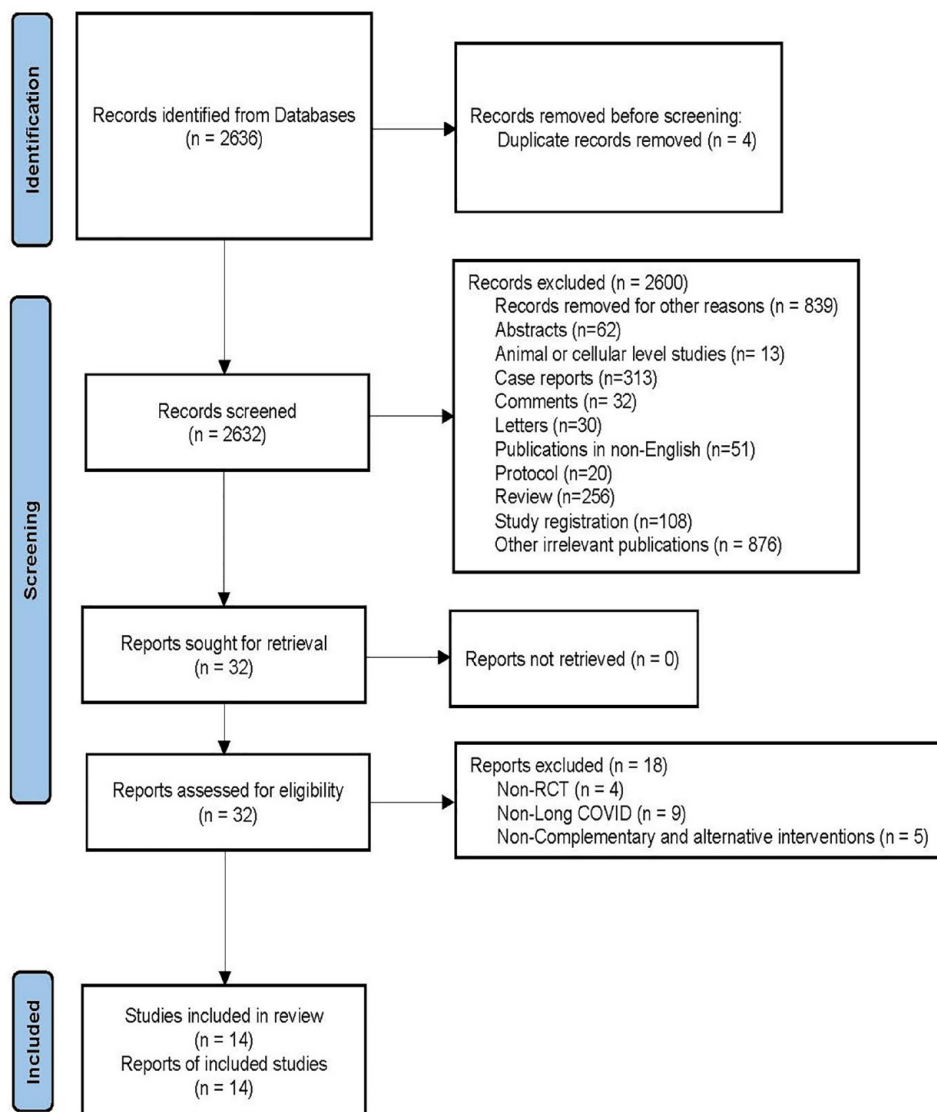 Identification
Records identified from Databases
(n = 2636)
Records removed before screening:
Duplicate records removed (n = 4)
Screening
Records screened
(n = 2632)
Records excluded (n = 2600)
Records removed for other reasons (n = 839)
Abstracts (n=62)
Animal or cellular level studies (n= 13)
Case reports (n=313)
Comments (n= 32)
Letters (n=30)
Publications in non-English (n=51)
Protocol (n=20)
Review (n=256)
Study registration (n=108)
Other irrelevant publications (n = 876)
Reports sought for retrieval
(n = 32)
Reports not retrieved (n = 0)
Reports assessed for eligibility
(n = 32)
Reports excluded (n = 18)
Non-RCT (n = 4)
Non-Long COVID (n = 9)
Non-Complementary and alternative interventions (n = 5)
Included
Studies included in review
(n = 14)
Reports of included studies
(n = 14)